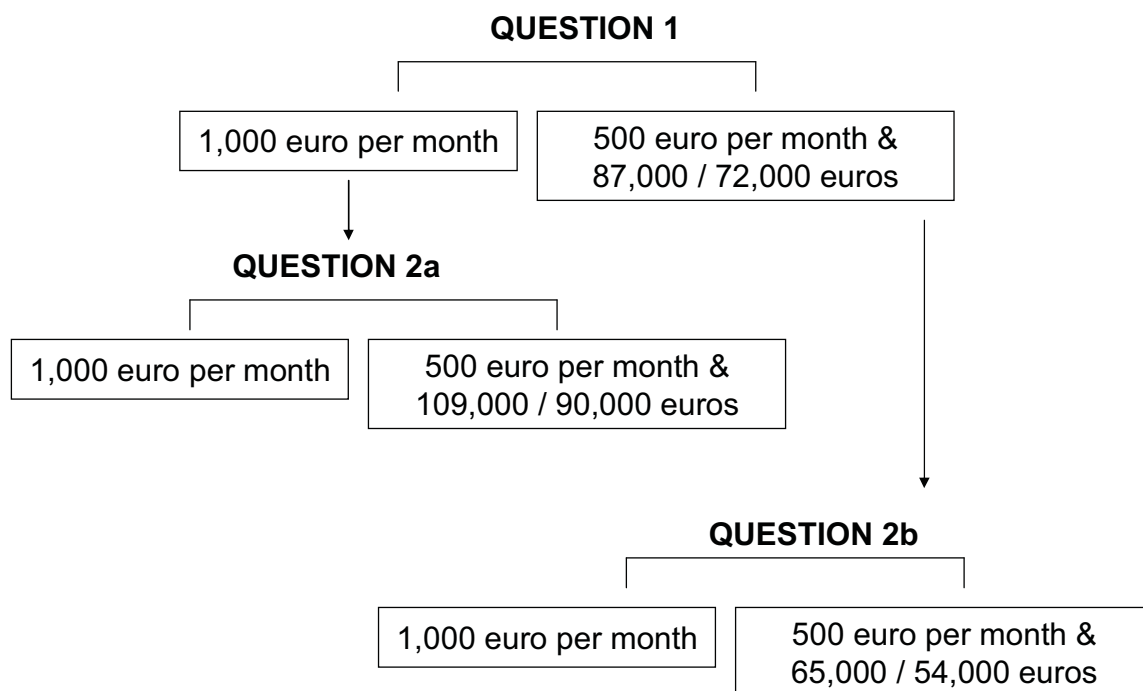 QUESTION 1
1,000 euro per month
500 euro per month &
87,000 / 72,000 euros
QUESTION 2a
1,000 euro per month
500 euro per month &
109,000 / 90,000 euros
QUESTION 2b
1,000 euro per month
500 euro per month &
65,000 / 54,000 euros